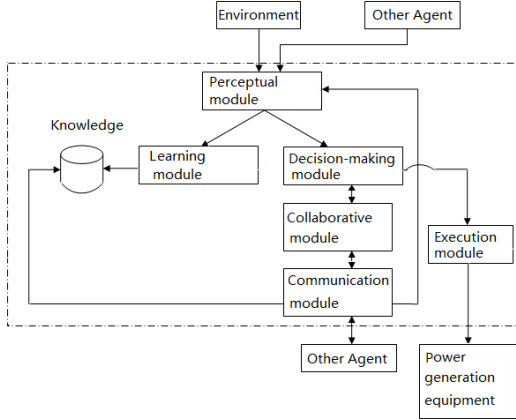 Environment
Other Agent
Perceptual
module
Knowledge
Learning
module
Decision-making
module
Collaborative
module
Execution
module
Communication
module
Other Agent
Power
generation
equipment